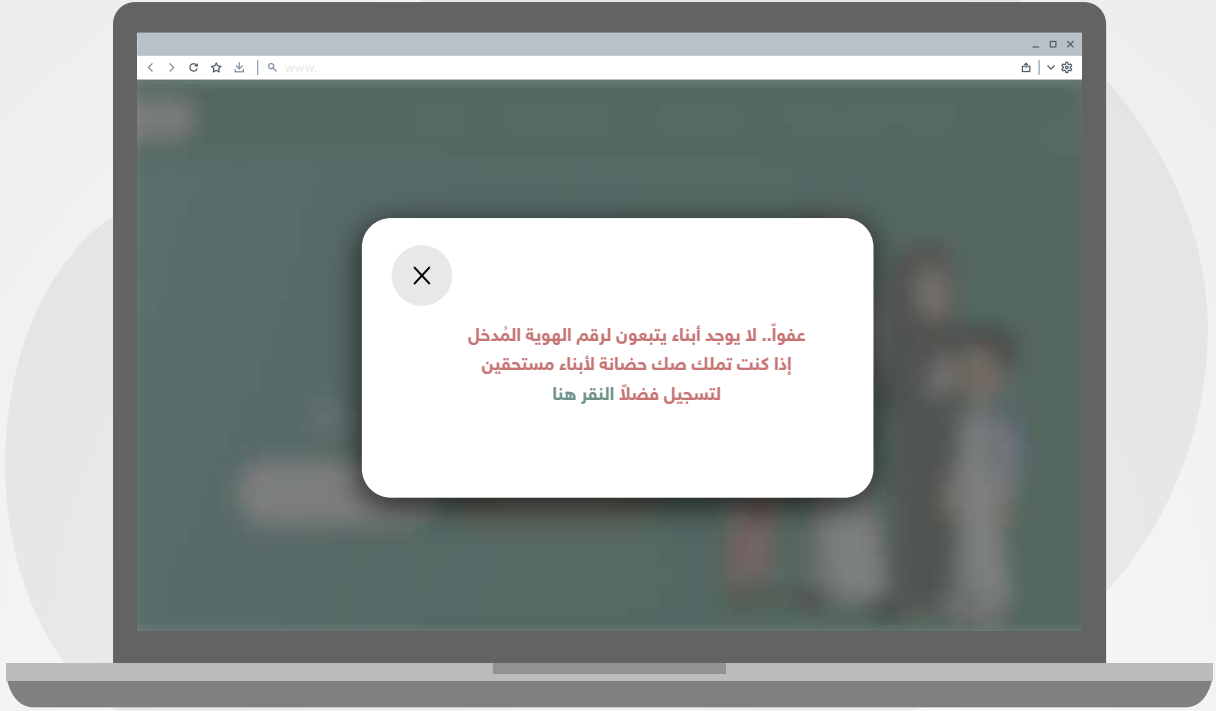 www.
عفواً.. لا يوجد أبناء يتبعون لرقم الهوية المُدخل
إذا كنت تملك صك حضانة لأبناء مستحقين
لتسجيل فضلاً النقر هنا